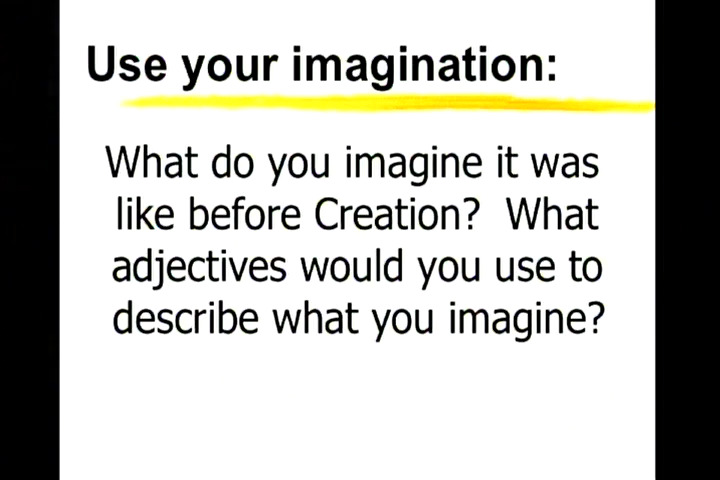 Use your imagination:
What do you imagine it was
like before Creation?  What
adjectives would you use to
describe what you imagine?